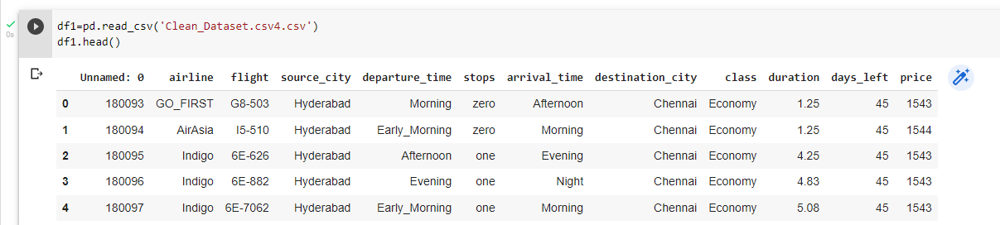 df1=pd.read_csv('Clean_Dataset.csv4.csv')
0s
df1.head()
Unnamed: 0 airline flight source_city departure_time stops arrival_time destination_city class duration days_left price
0 180093 GO_FIRST G8-503 Hyderabad Morning zero Afternoon Chennai Economy 1.25 45 1543
1 180094 AirAsia I5-510 Hyderabad Early_Morning zero Morning Chennai Economy 1.25 45 1544
2 180095 Indigo 6E-626 Hyderabad Afternoon one Evening Chennai Economy 4.25 45 1543
3 180096 Indigo 6E-882 Hyderabad Evening one Night Chennai Economy 4.83 45 1543
4 180097 Indigo 6E-7062 Hyderabad Early_Morning one Morning Chennai Economy 5.08 45 1543